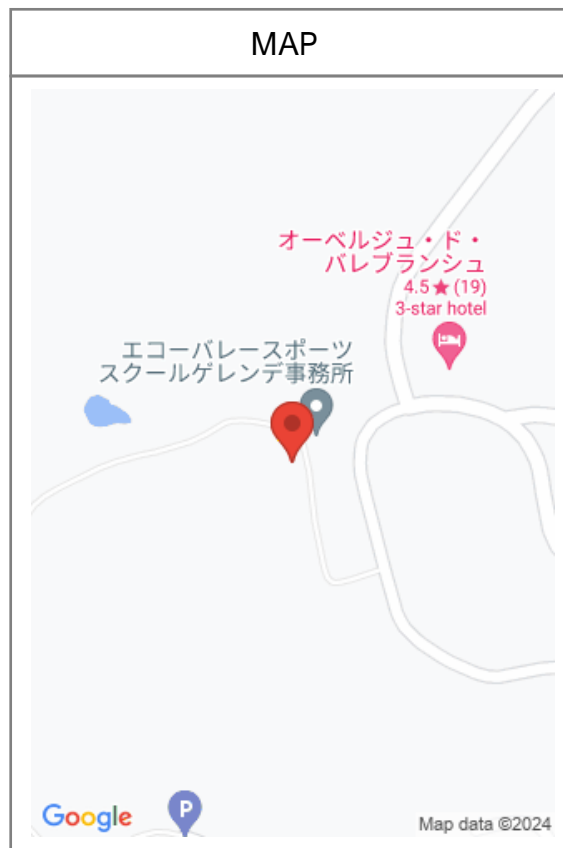 MAP
オーベルジュ・ド・
バレブランシュ
4.5★(19)
3-star hotel
エコーバレースポーツ
スクールゲレンデ事務所
P
Google
Map data ©2024